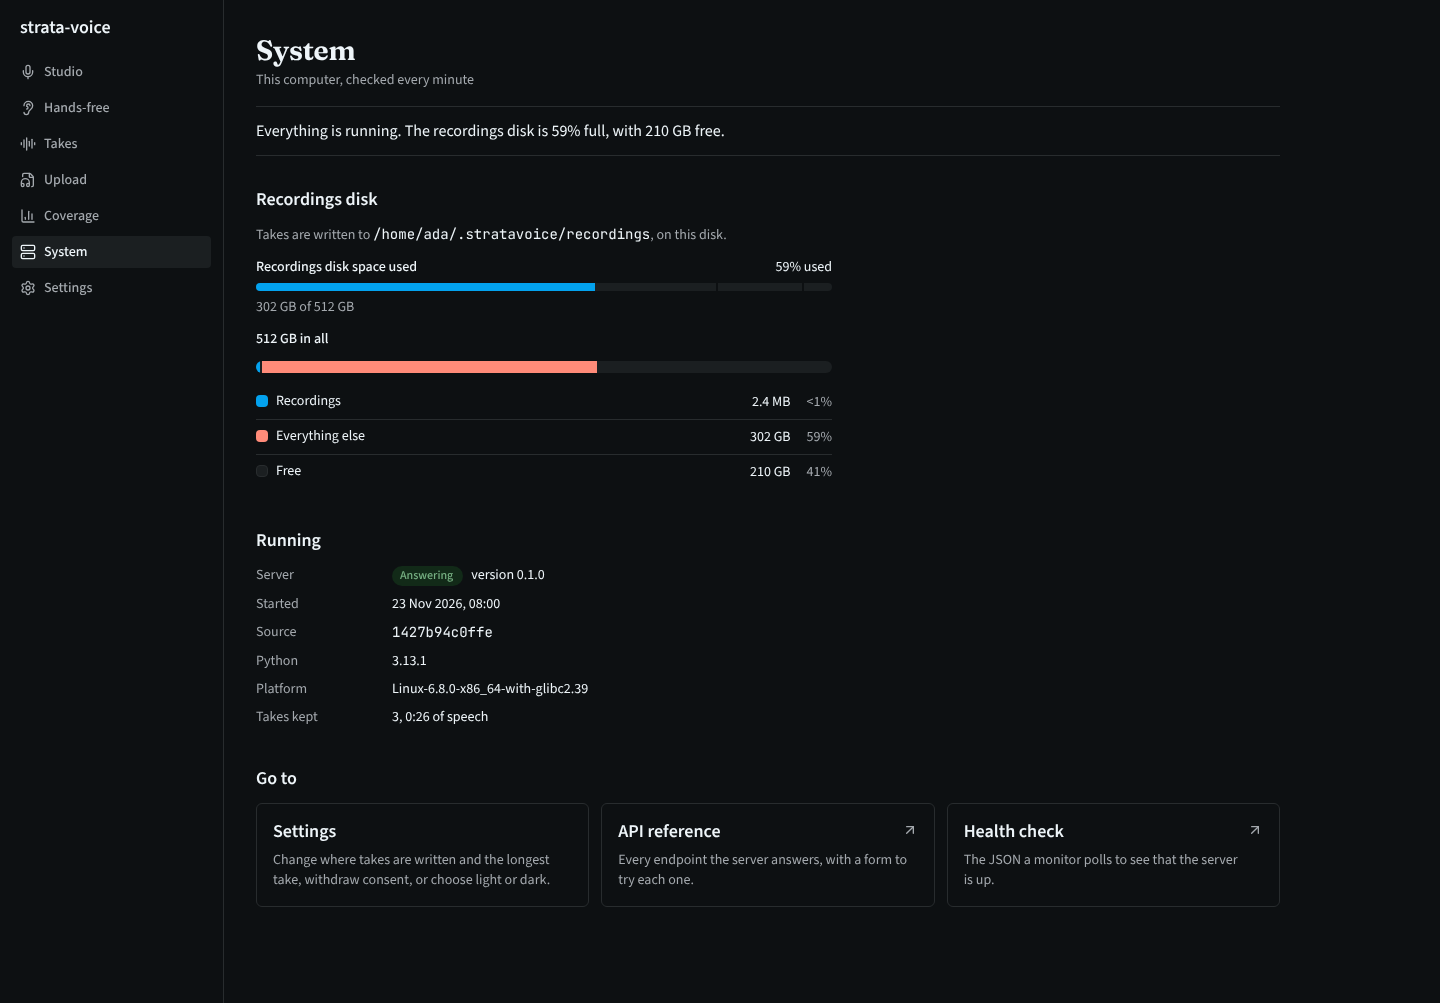 strata-voice
Studio
Hands-free
Takes
Upload
Coverage
System
Settings
System
This computer, checked every minute
Everything is running. The recordings disk is 59% full, with 210 GB free.
Recordings disk
Takes are written to /home/ada/.stratavoice/recordings, on this disk.
Recordings disk space used 59% used
302 GB of 512 GB
512 GB in all
Recordings 2.4 MB <1%
Everything else 302 GB 59%
Free 210 GB 41%
Running
Server Answering version 0.1.0
Started 23 Nov 2026, 08:00
Source 1427b94c0ffe
Python 3.13.1
Platform Linux-6.8.0-x86_64-with-glibc2.39
Takes kept 3, 0:26 of speech
Go to
Settings
Change where takes are written and the longest
take, withdraw consent, or choose light or dark.
API reference
Every endpoint the server answers, with a form to
try each one.
Health check
The JSON a monitor polls to see that the server
is up.